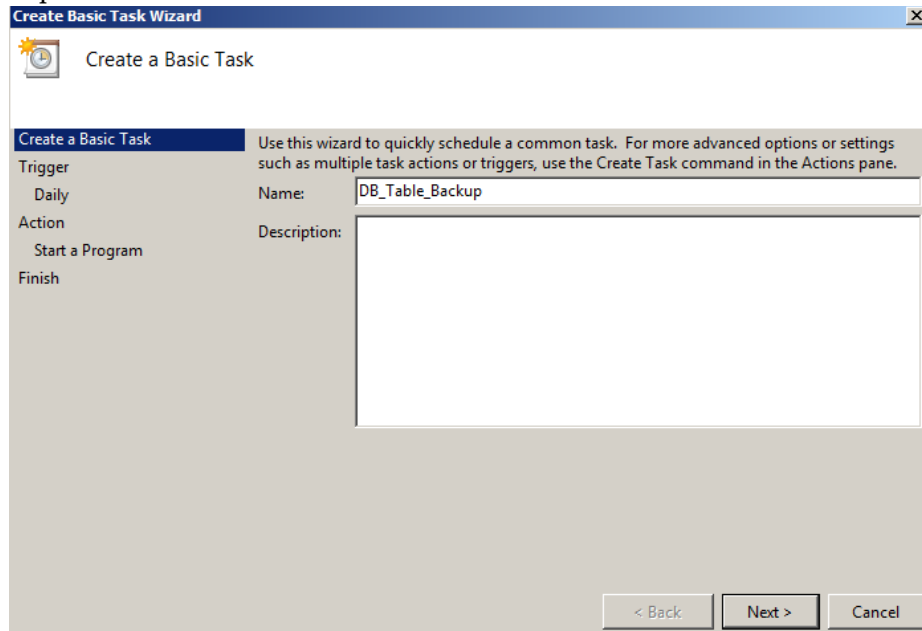 Create Basic Task Wizard
Create a Basic Task
Create a Basic Task
Trigger
Daily
Action
Start a Program
Finish
Use this wizard to quickly schedule a common task. For more advanced options or settings
such as multiple task actions or triggers, use the Create Task command in the Actions pane.
Name: DB_Table_Backup
Description:
< Back Next > Cancel